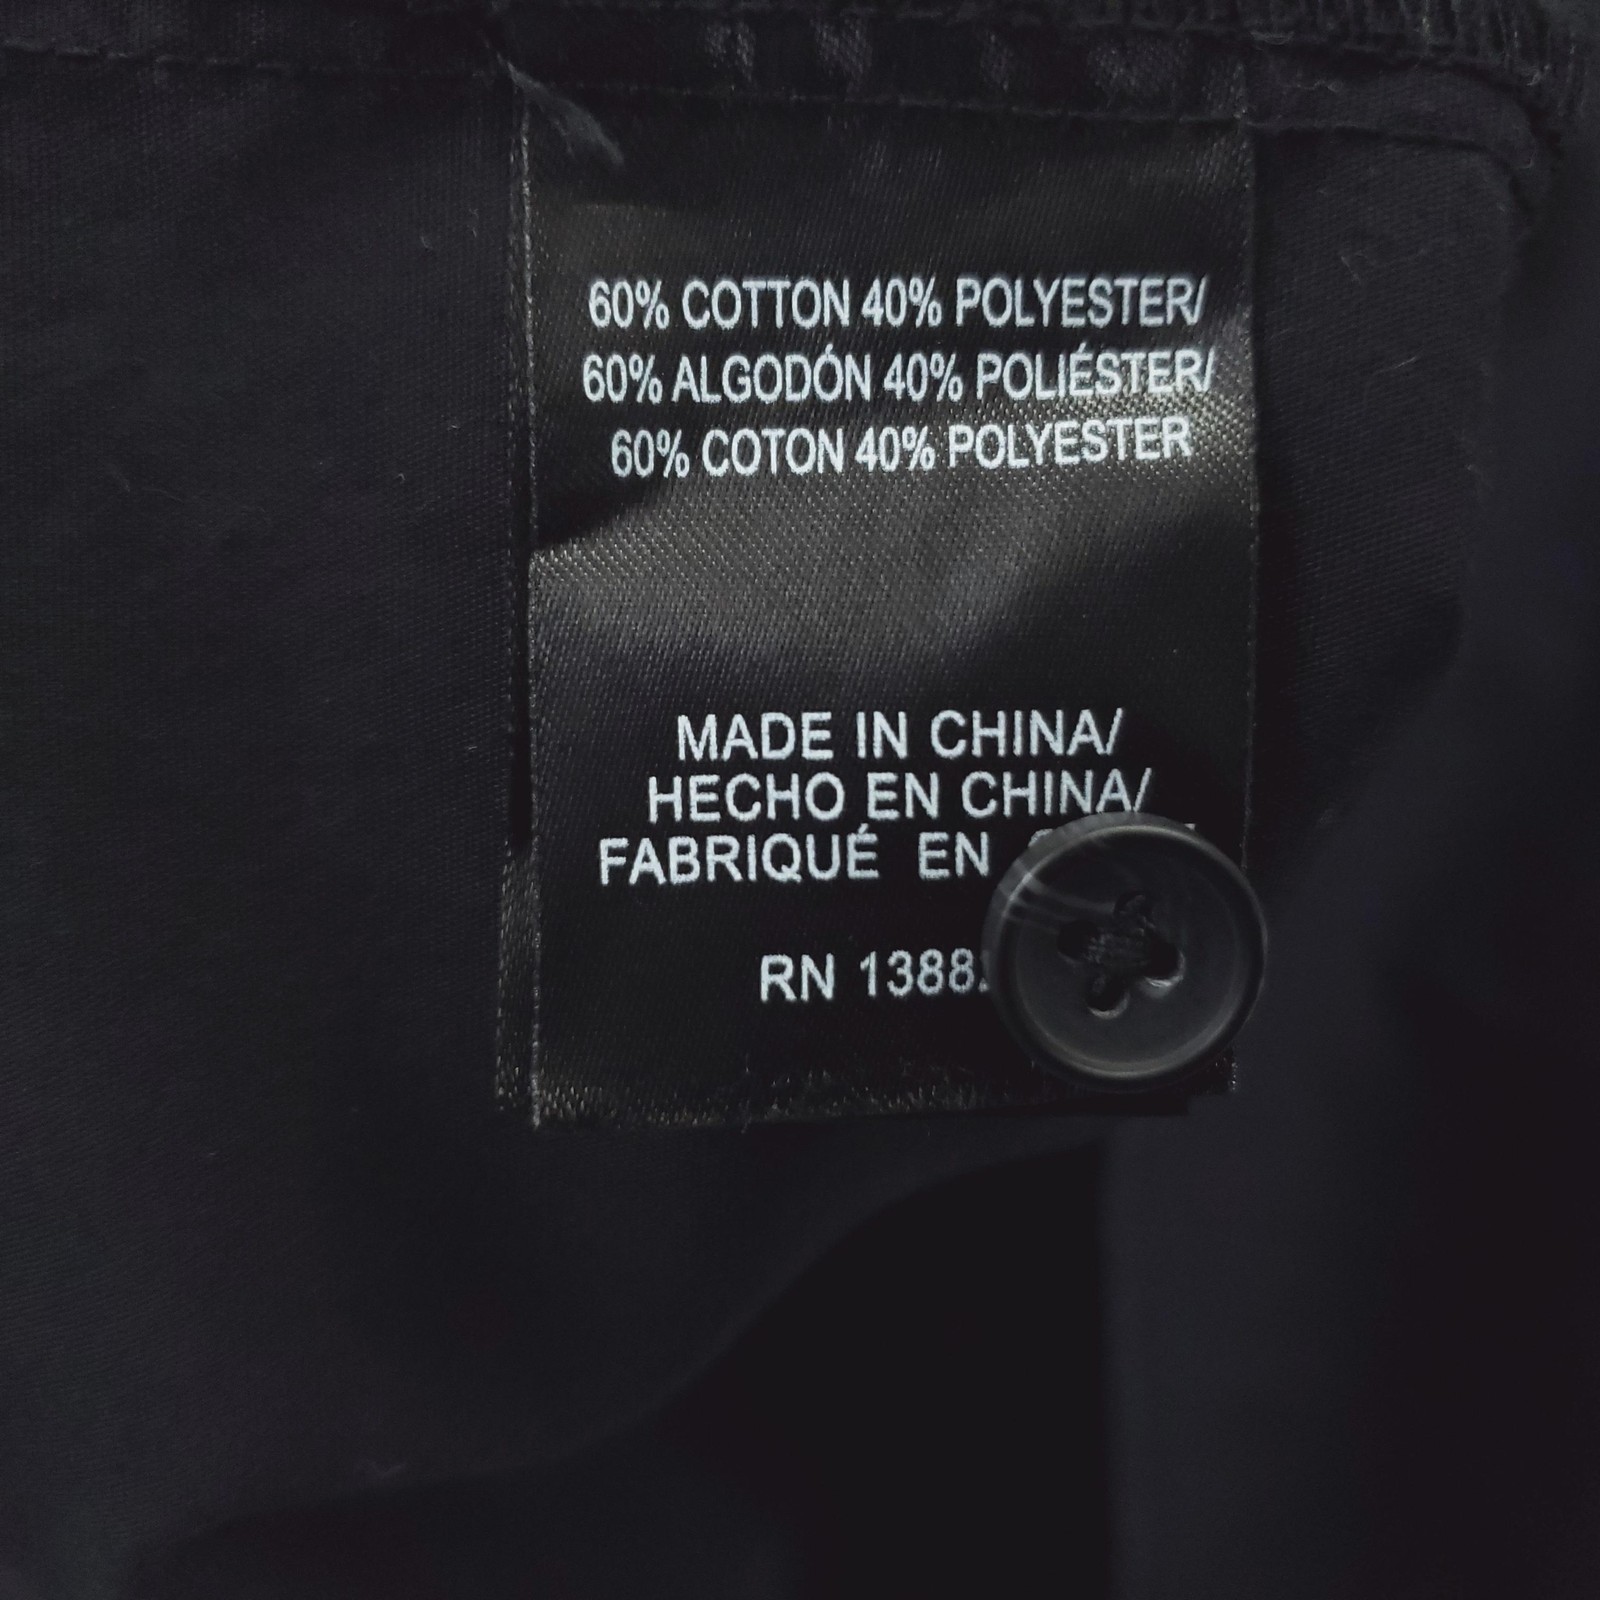 60% COTTON 40% POLYESTER/
60% ALGODÓN 40% POLIÉSTER/
60% COTON 40% POLYESTER
MADE IN CHINA/
HECHO EN CHINA/
FABRIQUÉ EN
RN